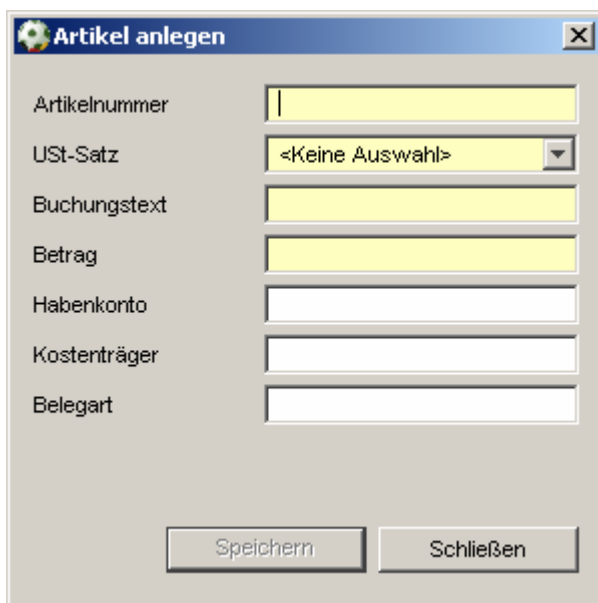 Artikel anlegen
Artikelnummer
USt-Satz <Keine Auswahl>
Buchungstext
Betrag
Habenkonto
Kostenträger
Belegart
Speichern Schließen